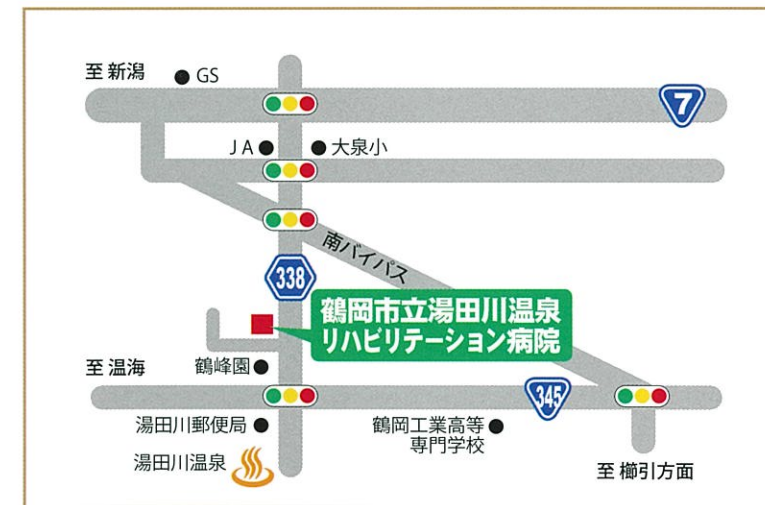 至 新潟
GS
7
JA
大泉小
南バイパス
338
鶴岡市立湯田川温泉
リハビリテーション病院
至 温海
鶴峰園
345
湯田川郵便局
鶴岡工業高等
専門学校
湯田川温泉
至 櫛引方面